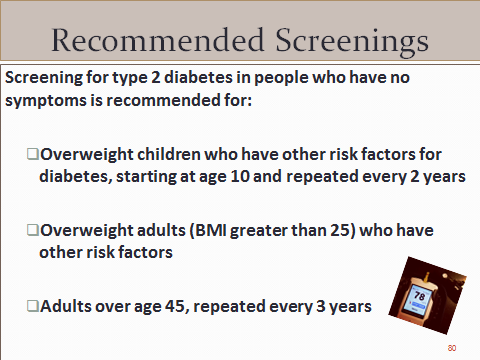 Recommended Screenings
Screening for type 2 diabetes in people who have no
symptoms is recommended for:
Overweight children who have other risk factors for
diabetes, starting at age 10 and repeated every 2 years
Overweight adults (BMI greater than 25) who have
other risk factors
Adults over age 45, repeated every 3 years
78
80